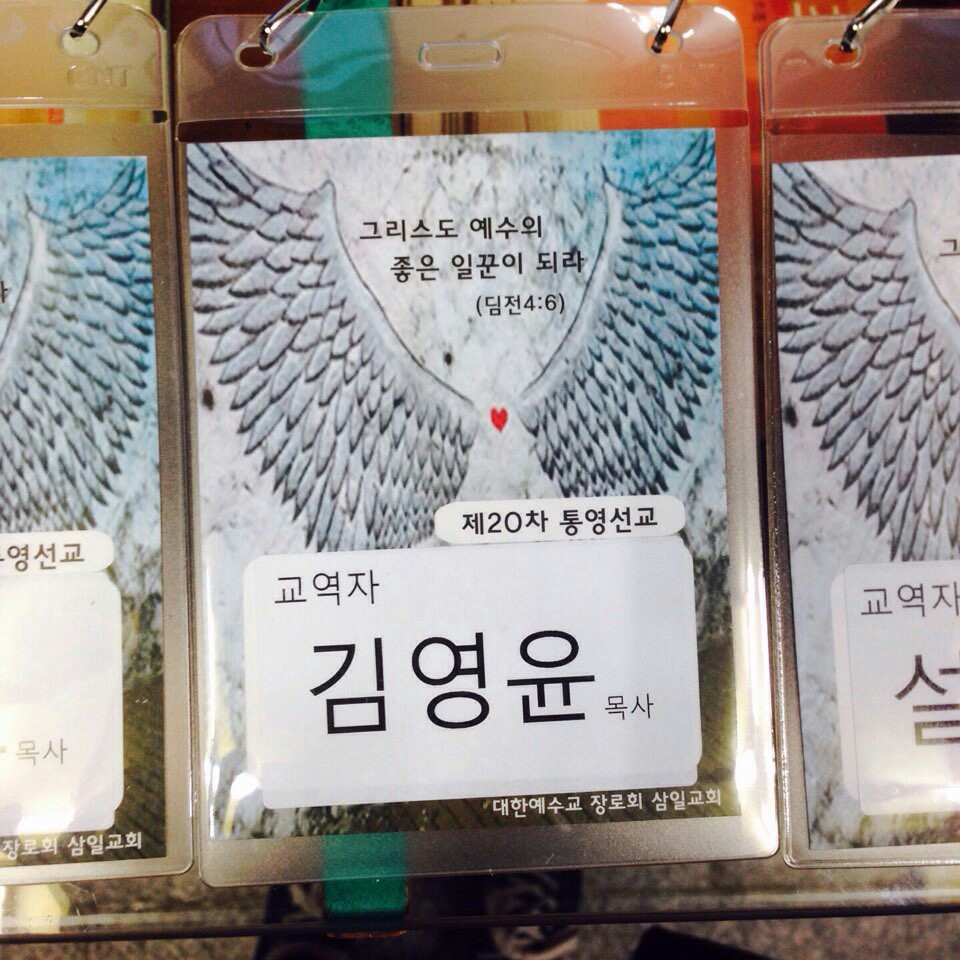 그리스도 예수의
좋은 일꾼이 되라
(딤전4:6)
제20차 통영선교
교역자
김영윤 목사
대한예수교 장로회 삼일교회
영선교
목사
장로회 삼일교회
교역자
CNT